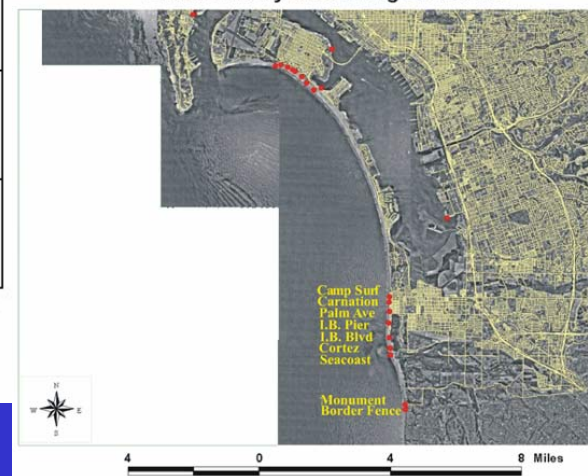 Camp Surf
Carnation
Palm Ave
I.B. Pier
I.B. Blvd
Cortez
Seacoast
Monument
Border Fence
N
W E
S
4 0 4 8 Miles